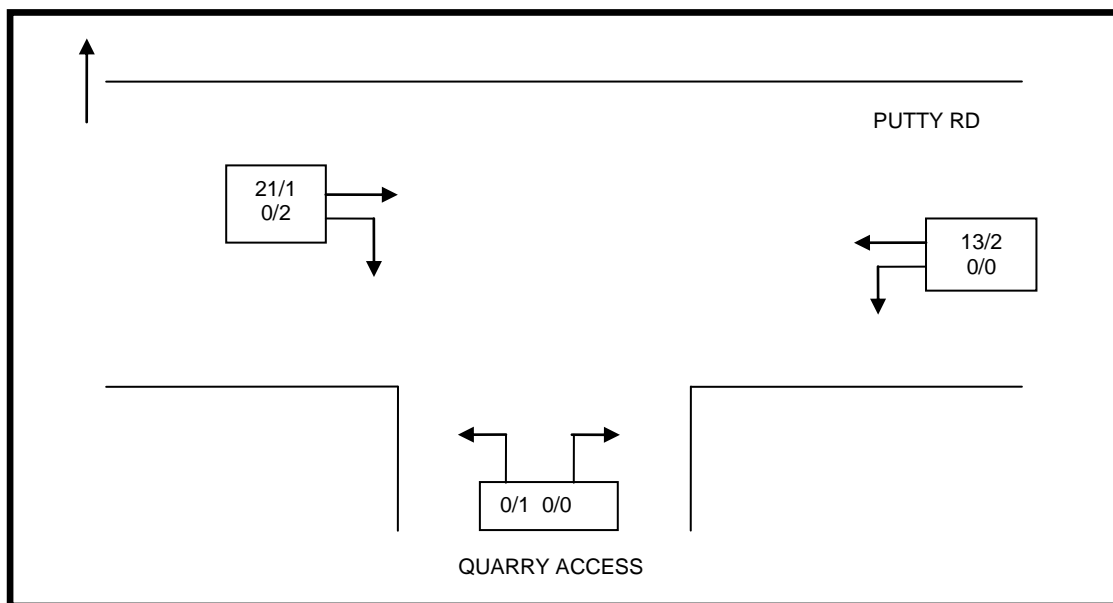 PUTTY RD
21/1
0/2
13/2
0/0
0/1 0/0
QUARRY ACCESS